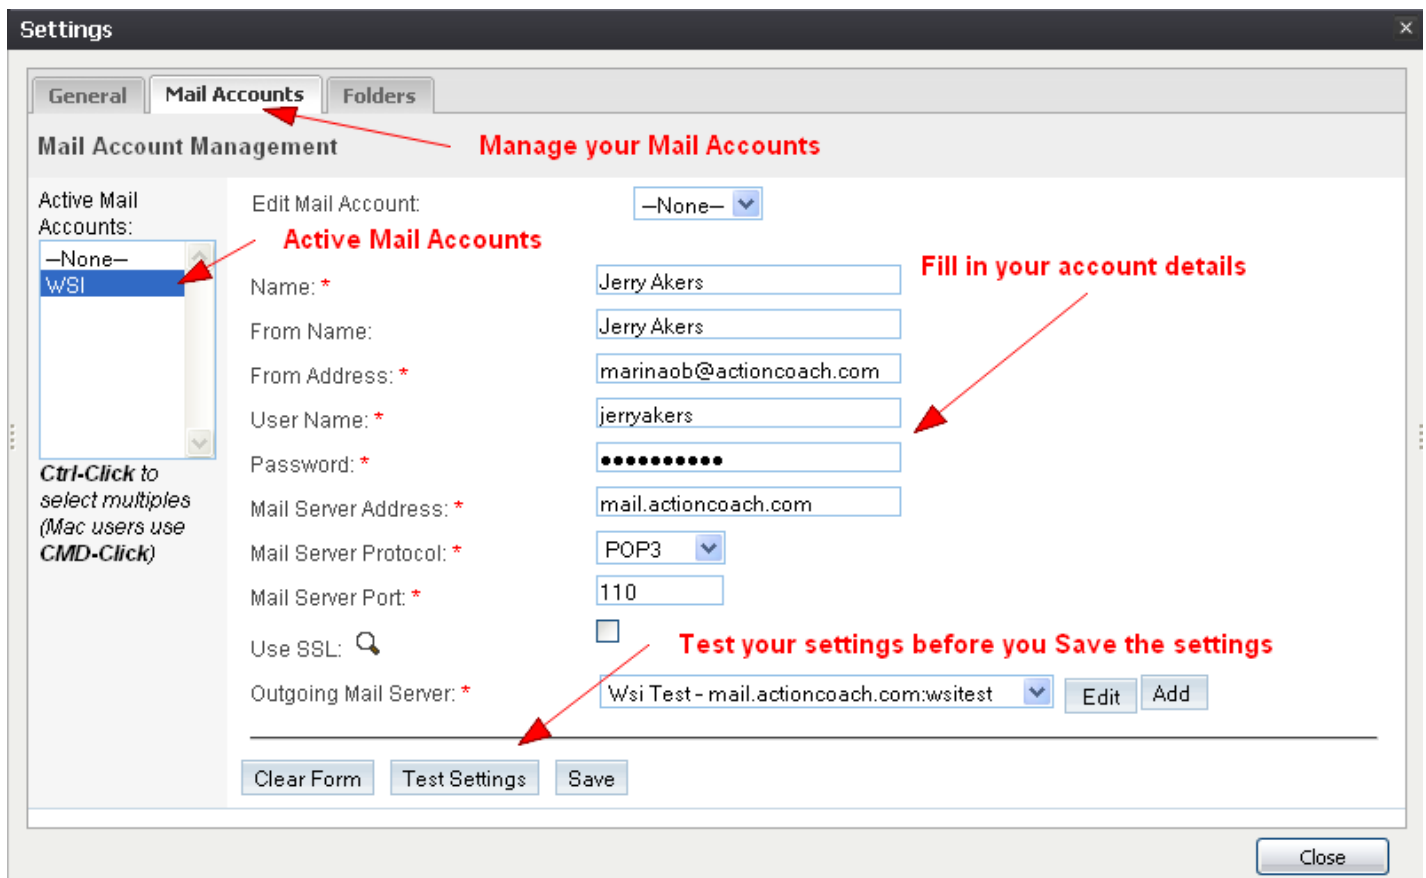 Settings
General Mail Accounts Folders
Mail Account Management
Manage your Mail Accounts
Active Mail
Accounts:
–None–
WSI
Ctrl-Click to
select multiples
(Mac users use
CMD-Click)
Edit Mail Account: –None–
Active Mail Accounts
Fill in your account details
Name: * Jerry Akers
From Name: Jerry Akers
From Address: * marinaob@actioncoach.com
User Name: * jerryakers
Password: * ••••••••••
Mail Server Address: * mail.actioncoach.com
Mail Server Protocol: * POP3
Mail Server Port: * 110
Use SSL:
Test your settings before you Save the settings
Outgoing Mail Server: * Wsi Test - mail.actioncoach.com:wsitest Edit Add
Clear Form Test Settings Save
Close